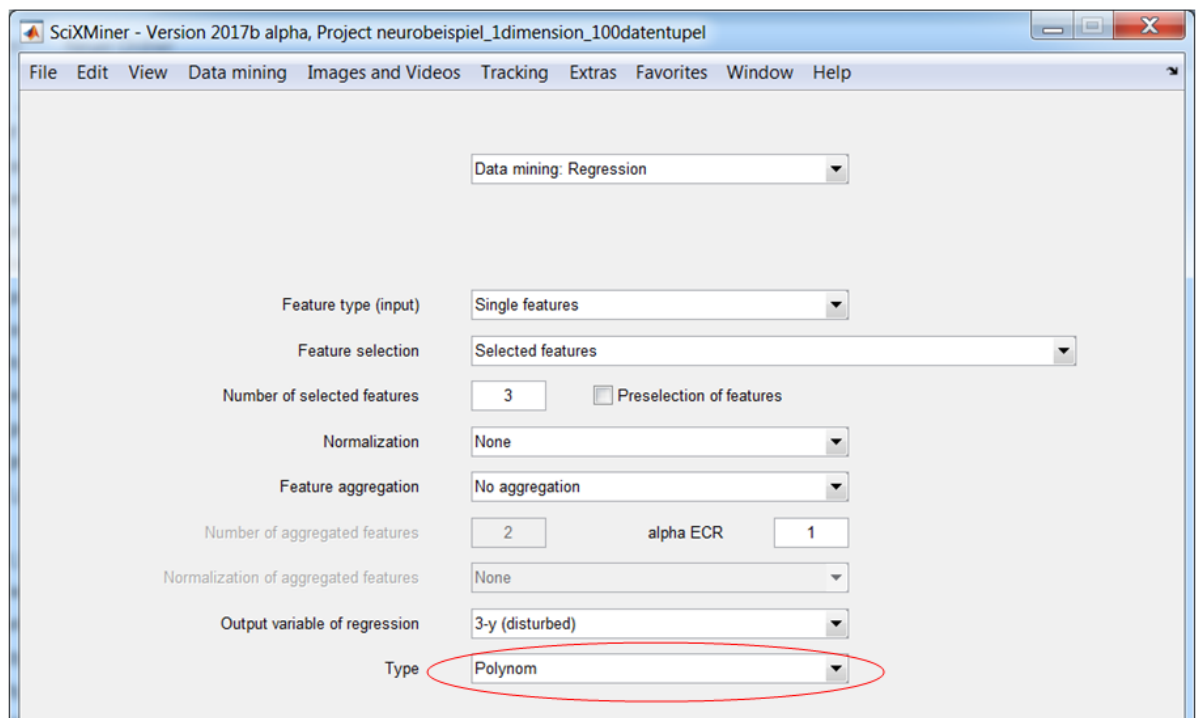 SciXMiner - Version 2017b alpha, Project neurobeispiel_1dimension_100datentupel
File Edit View Data mining Images and Videos Tracking Extras Favorites Window Help
Data mining: Regression
Feature type (input) Single features
Feature selection Selected features
Number of selected features 3 Preselection of features
Normalization None
Feature aggregation No aggregation
Number of aggregated features 2 alpha ECR 1
Normalization of aggregated features None
Output variable of regression 3-y (disturbed)
Type Polynom